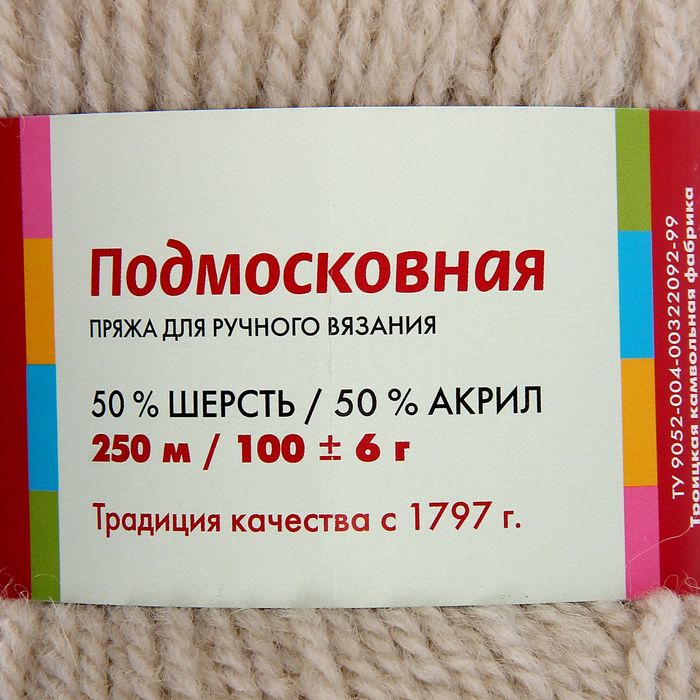 Подмосковная
ПРЯЖА ДЛЯ РУЧНОГО ВЯЗАНИЯ
50 % ШЕРСТЬ / 50 % АКРИЛ
250 м / 100 ± 6 г
Традиция качества с 1797 г.
ТУ 9052-004-00322092-99
Троицкая камвольная фабрика